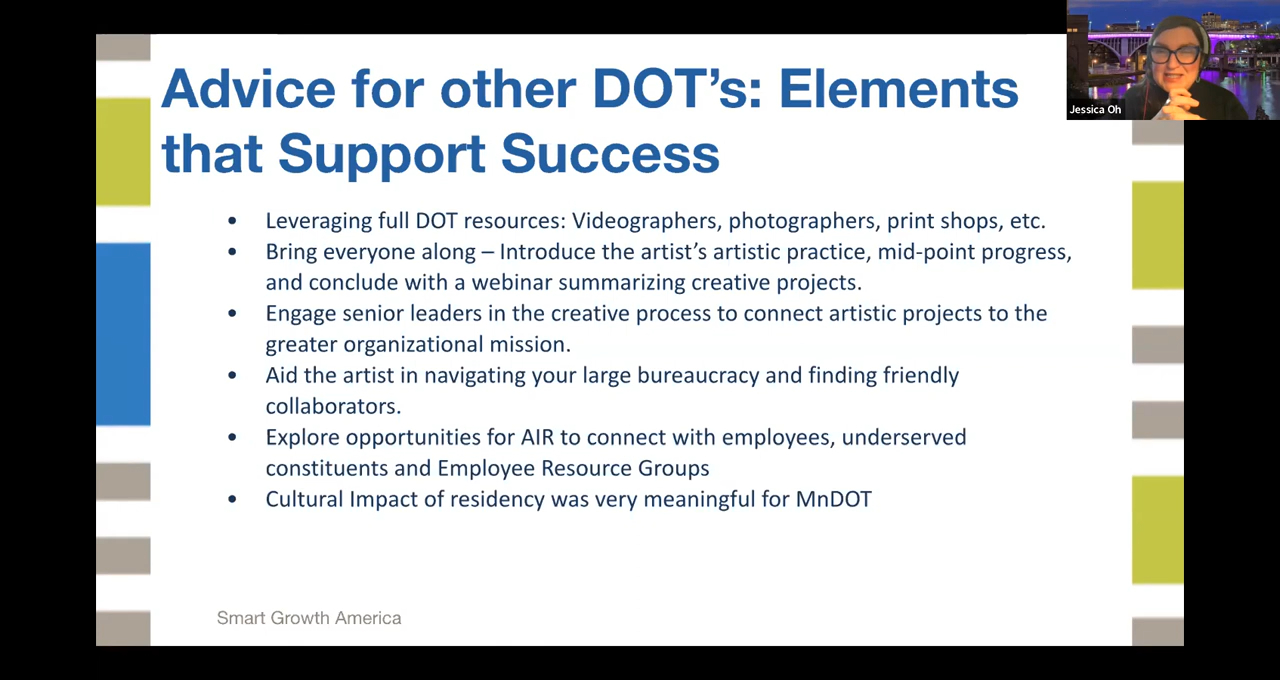 Advice for other DOT’s: Elements
that Support Success
Jessica Oh
• Leveraging full DOT resources: Videographers, photographers, print shops, etc.
• Bring everyone along – Introduce the artist’s artistic practice, mid-point progress,
and conclude with a webinar summarizing creative projects.
• Engage senior leaders in the creative process to connect artistic projects to the
greater organizational mission.
• Aid the artist in navigating your large bureaucracy and finding friendly
collaborators.
• Explore opportunities for AIR to connect with employees, underserved
constituents and Employee Resource Groups
• Cultural Impact of residency was very meaningful for MnDOT
Smart Growth America